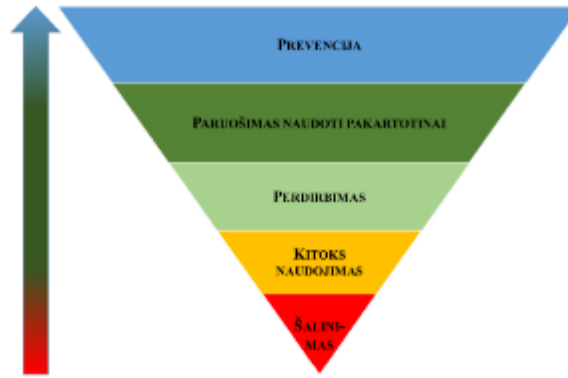 PREVENCIJA
PARUOŠIMAS NAUDOTI PAKARTOTINAI
PERDIRBIMAS
KITOKS
NAUDOJIMAS
ŠALINI-
MAS